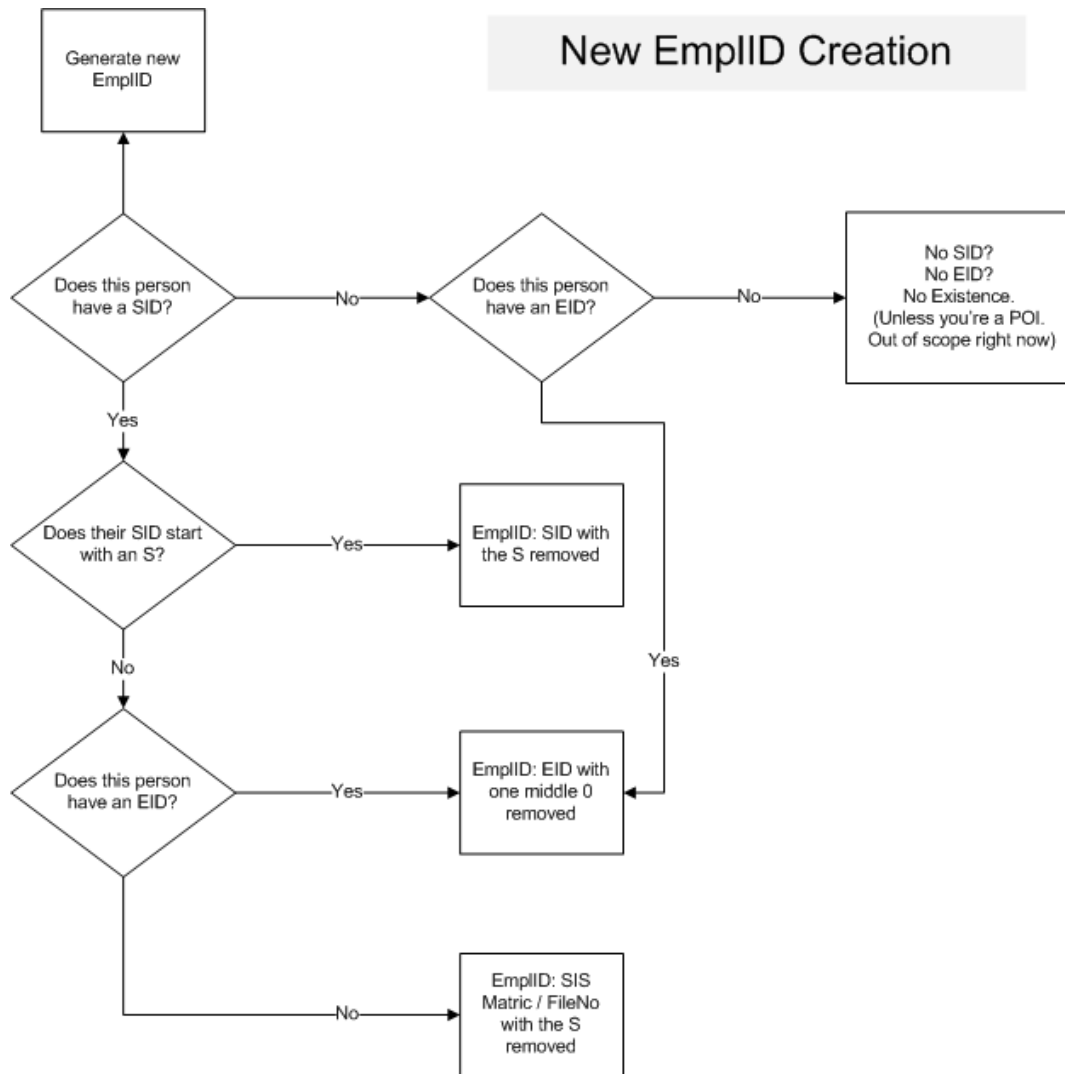 New EmplID Creation
Generate new
EmplID
Does this person
have a SID?
No
Does this person
have an EID?
No
No SID?
No EID?
No Existence.
(Unless you're a POI.
Out of scope right now)
Yes
Does their SID start
with an S?
Yes
EmplID: SID with
the S removed
Yes
No
Does this person
have an EID?
Yes
EmplID: EID with
one middle 0
removed
No
EmplID: SIS
Matric / FileNo
with the S
removed